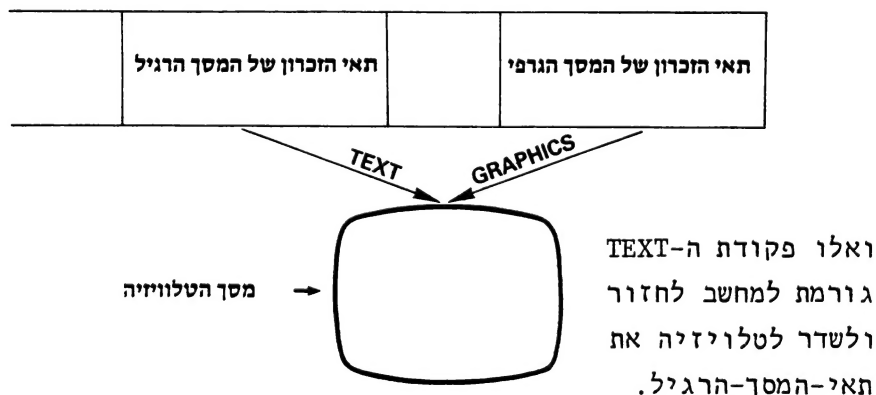 תאי הזכרון של המסך הגרפי
תאי הזכרון של המסך הרגיל
GRAPHICS
TEXT
מסך הטלוויזיה
ואלו פקודת ה-TEXT
גורמת למחשב לחזור
ולשדר לטלויזיה את
תאי-המסך-הרגיל.